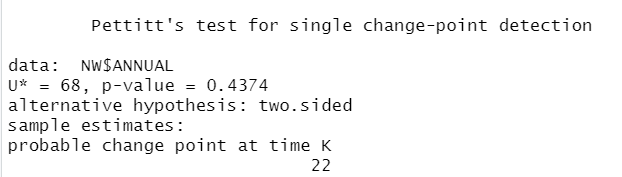 Pettitt's test for single change-point detection
data:  NW$ANNUAL
U* = 68, p-value = 0.4374
alternative hypothesis: two.sided
sample estimates:
probable change point at time K
22